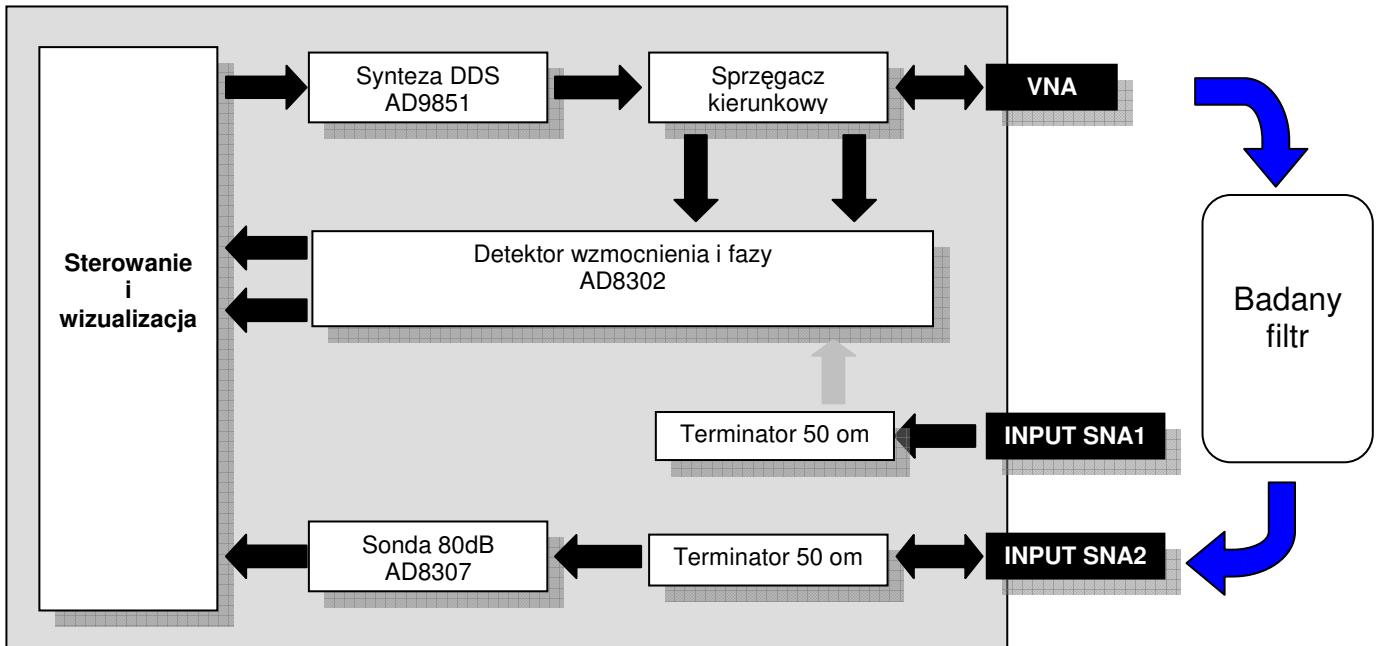 Synteza DDS
AD9851
Sprzęgacz
kierunkowy
VNA
Sterowanie
i
wizualizacja
Detektor wzmocnienia i fazy
AD8302
Badany
filtr
Terminator 50 om
INPUT SNA1
Sonda 80dB
AD8307
Terminator 50 om
INPUT SNA2